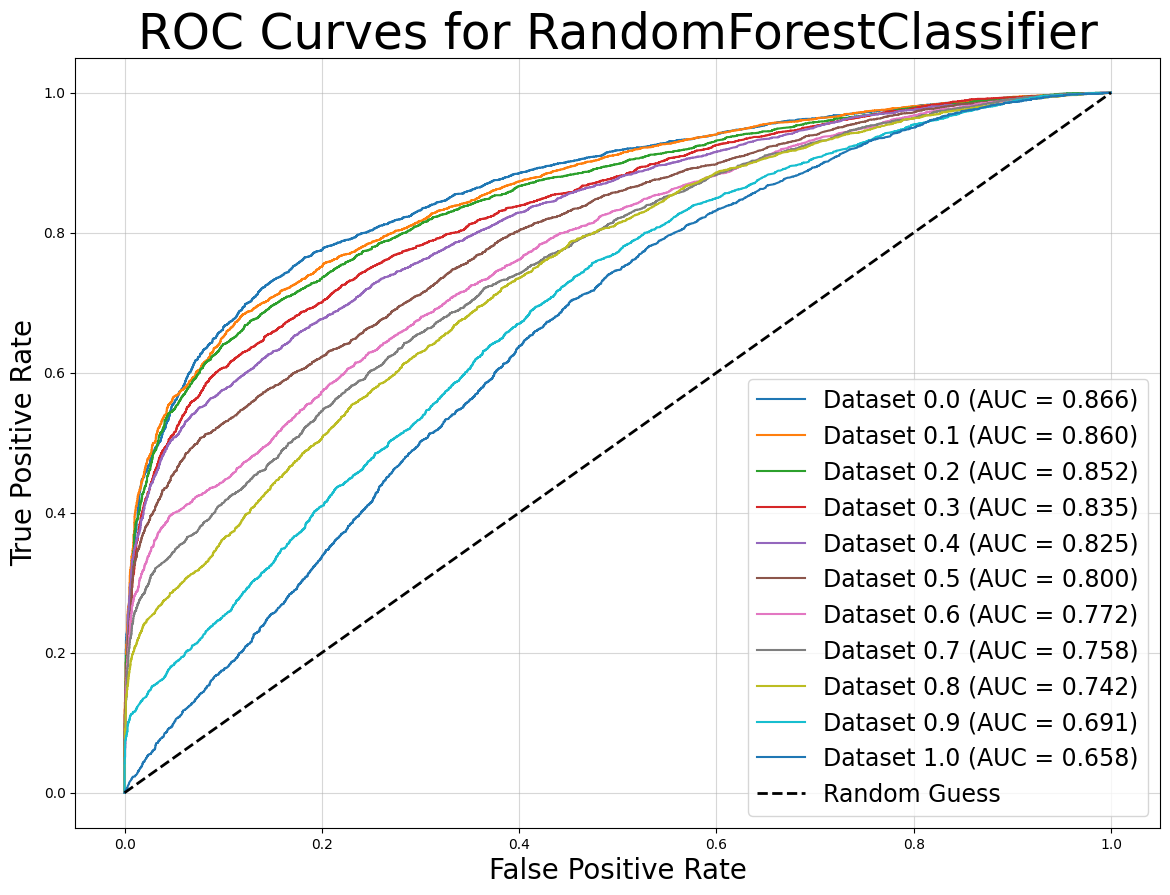 ROC Curves for RandomForestClassifier
True Positive Rate
1.0
0.8
0.6
0.4
0.2
0.0
Dataset 0.0 (AUC = 0.866)
Dataset 0.1 (AUC = 0.860)
Dataset 0.2 (AUC = 0.852)
Dataset 0.3 (AUC = 0.835)
Dataset 0.4 (AUC = 0.825)
Dataset 0.5 (AUC = 0.800)
Dataset 0.6 (AUC = 0.772)
Dataset 0.7 (AUC = 0.758)
Dataset 0.8 (AUC = 0.742)
Dataset 0.9 (AUC = 0.691)
Dataset 1.0 (AUC = 0.658)
Random Guess
0.0 0.2 0.4 0.6 0.8 1.0
False Positive Rate